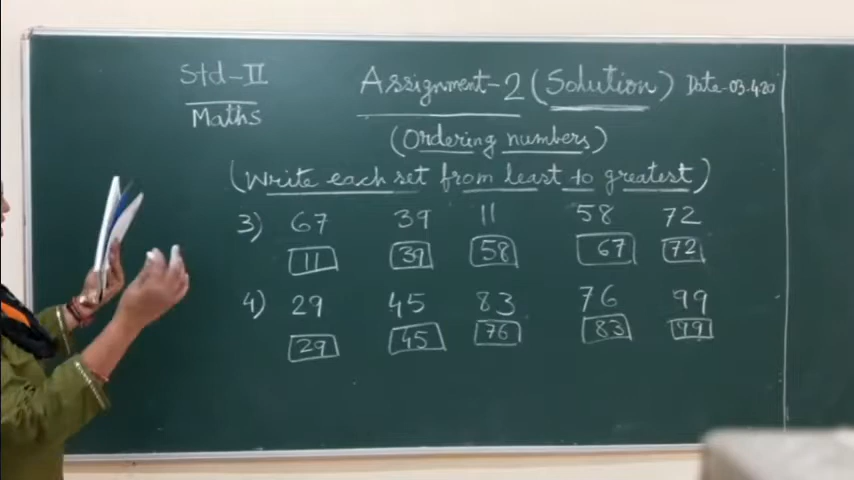 Std-II Assignment-2 (Solution) Date-03.4.20
Maths
(Ordering numbers)
(Write each set from least to greatest)
3) 67 39 11 58 72
11 39 58 67 72
4) 29 45 83 76 99
29 45 76 83 99